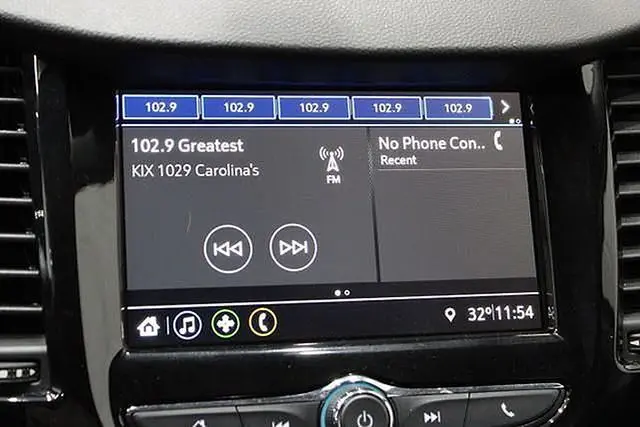 102.9 102.9 102.9 102.9 102.9
102.9 Greatest
KIX 1029 Carolina's
FM
No Phone Con..
Recent
32° 11:54